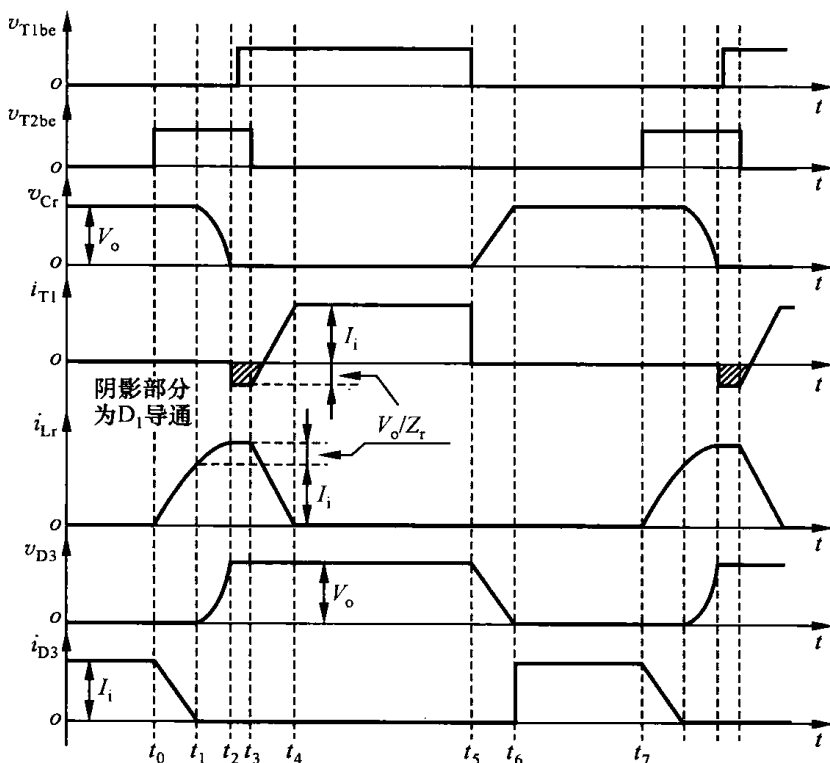 v_T1be
o
t
v_T2be
o
t
v_Cr
V_o
o
t
i_T1
I_i
o
t
阴影部分
为D_1导通
V_o/Z_r
i_Lr
I_i
o
t
v_D3
V_o
o
t
i_D3
I_i
o
t
t_0 t_1 t_2 t_3 t_4 t_5 t_6 t_7